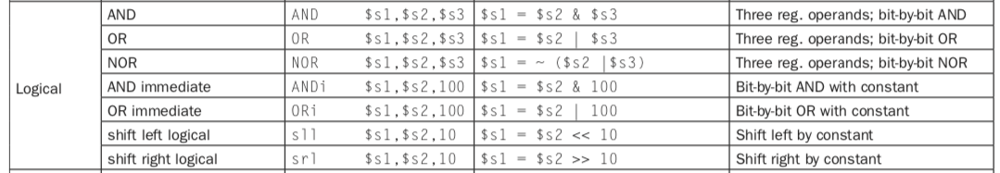 AND AND $s1,$s2,$s3 $s1 = $s2 & $s3 Three reg. operands; bit-by-bit AND
OR OR $s1,$s2,$s3 $s1 = $s2 | $s3 Three reg. operands; bit-by-bit OR
NOR NOR $s1,$s2,$s3 $s1 = ~ ($s2 |$s3) Three reg. operands; bit-by-bit NOR
Logical AND immediate ANDi $s1,$s2,100 $s1 = $s2 & 100 Bit-by-bit AND with constant
OR immediate ORi $s1,$s2,100 $s1 = $s2 | 100 Bit-by-bit OR with constant
shift left logical sll $s1,$s2,10 $s1 = $s2 << 10 Shift left by constant
shift right logical srl $s1,$s2,10 $s1 = $s2 >> 10 Shift right by constant